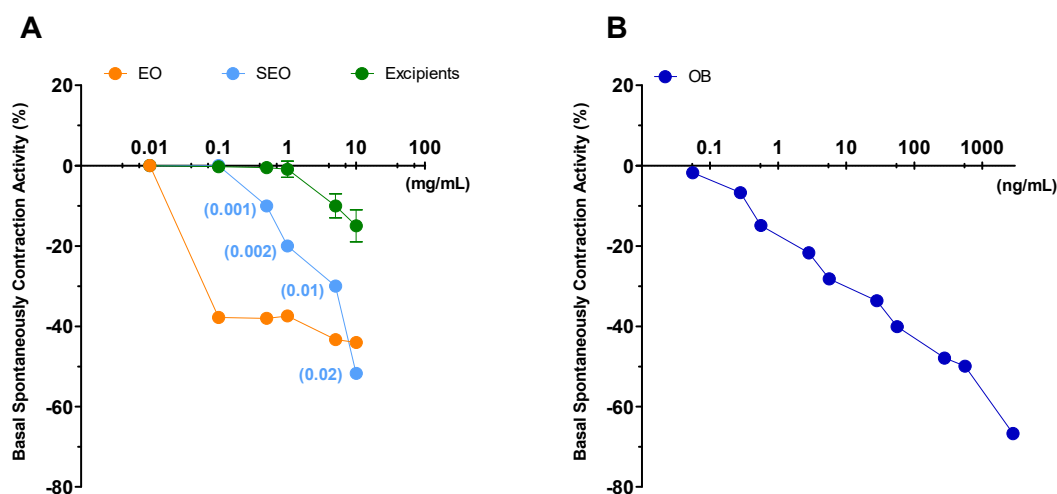 A
EO SEO Excipients
Basal Spontaneously Contraction Activity (%)
20
0
-20
-40
-60
-80
0.01 0.1 1 10 100
(mg/mL)
(0.001)
(0.002)
(0.01)
(0.02)
B
OB
Basal Spontaneously Contraction Activity (%)
20
0
-20
-40
-60
-80
0.1 1 10 100 1000
(ng/mL)